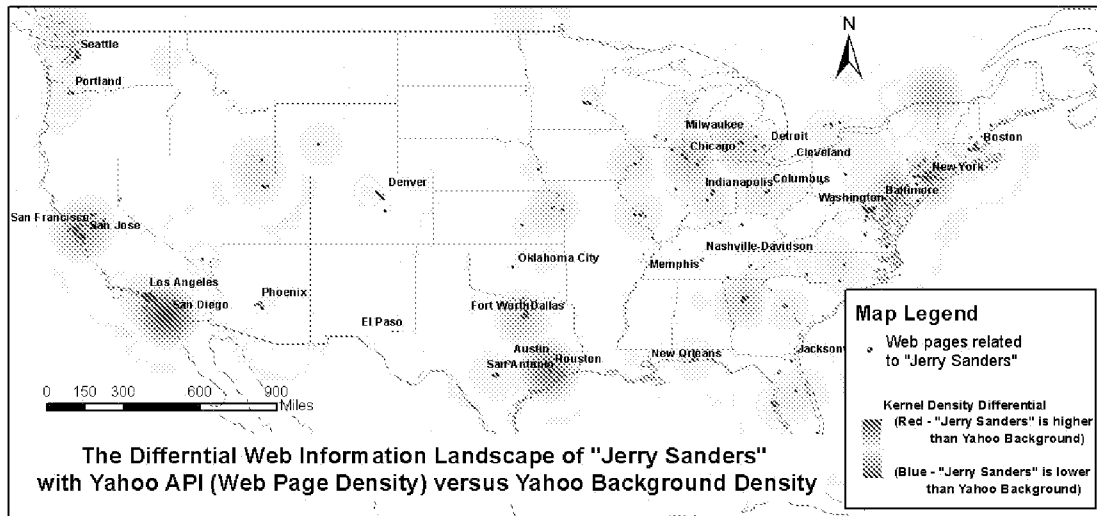 N
Seattle
Portland
Milwaukee
Detroit
Boston
Chicago
Cleveland
New York
Denver
Indianapolis
Columbus
Baltimore
Washington
San Francisco
San Jose
Nashville-Davidson
Oklahoma City
Memphis
Los Angeles
Phoenix
San Diego
Fort Worth
Dallas
El Paso
Austin
Houston
San Antonio
New Orleans
Jacksonv
0 150 300 600 900
Miles
Map Legend
Web pages related
to "Jerry Sanders"
Kernel Density Differential
(Red - "Jerry Sanders" is higher
than Yahoo Background)
(Blue - "Jerry Sanders" is lower
than Yahoo Background)
The Differntial Web Information Landscape of "Jerry Sanders"
with Yahoo API (Web Page Density) versus Yahoo Background Density